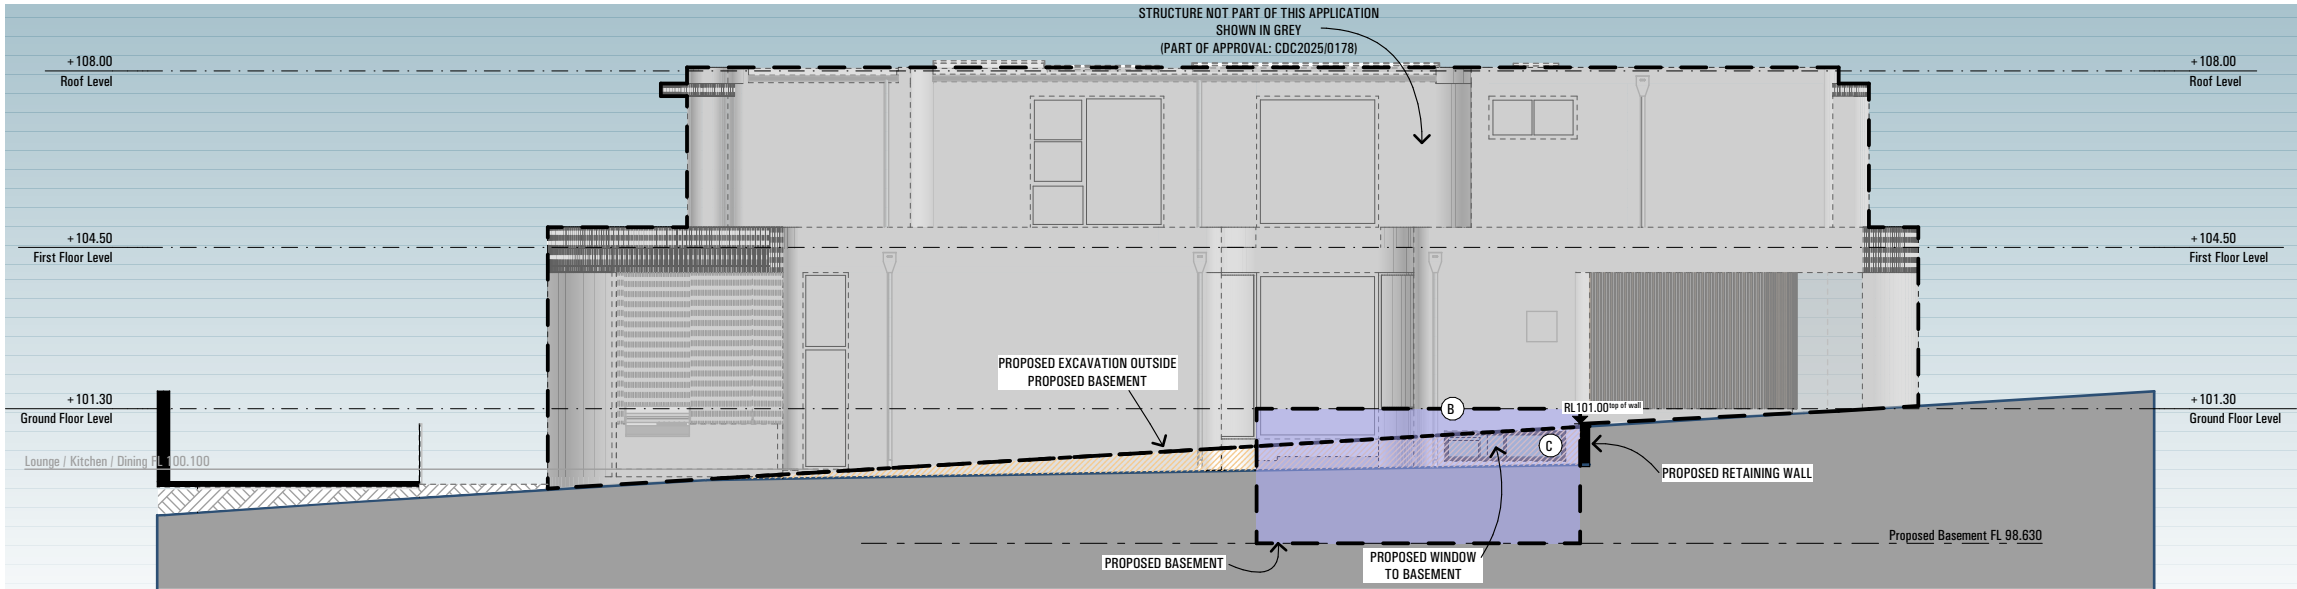 STRUCTURE NOT PART OF THIS APPLICATION
SHOWN IN GREY
(PART OF APPROVAL: CDC2025/0178)
+108.00
Roof Level
+108.00
Roof Level
+104.50
First Floor Level
+104.50
First Floor Level
PROPOSED EXCAVATION OUTSIDE
PROPOSED BASEMENT
+101.30
Ground Floor Level
B
RL101.00 top of wall
+101.30
Ground Floor Level
C
Lounge / Kitchen / Dining FL 100.100
PROPOSED RETAINING WALL
Proposed Basement FL 98.630
PROPOSED BASEMENT
PROPOSED WINDOW
TO BASEMENT